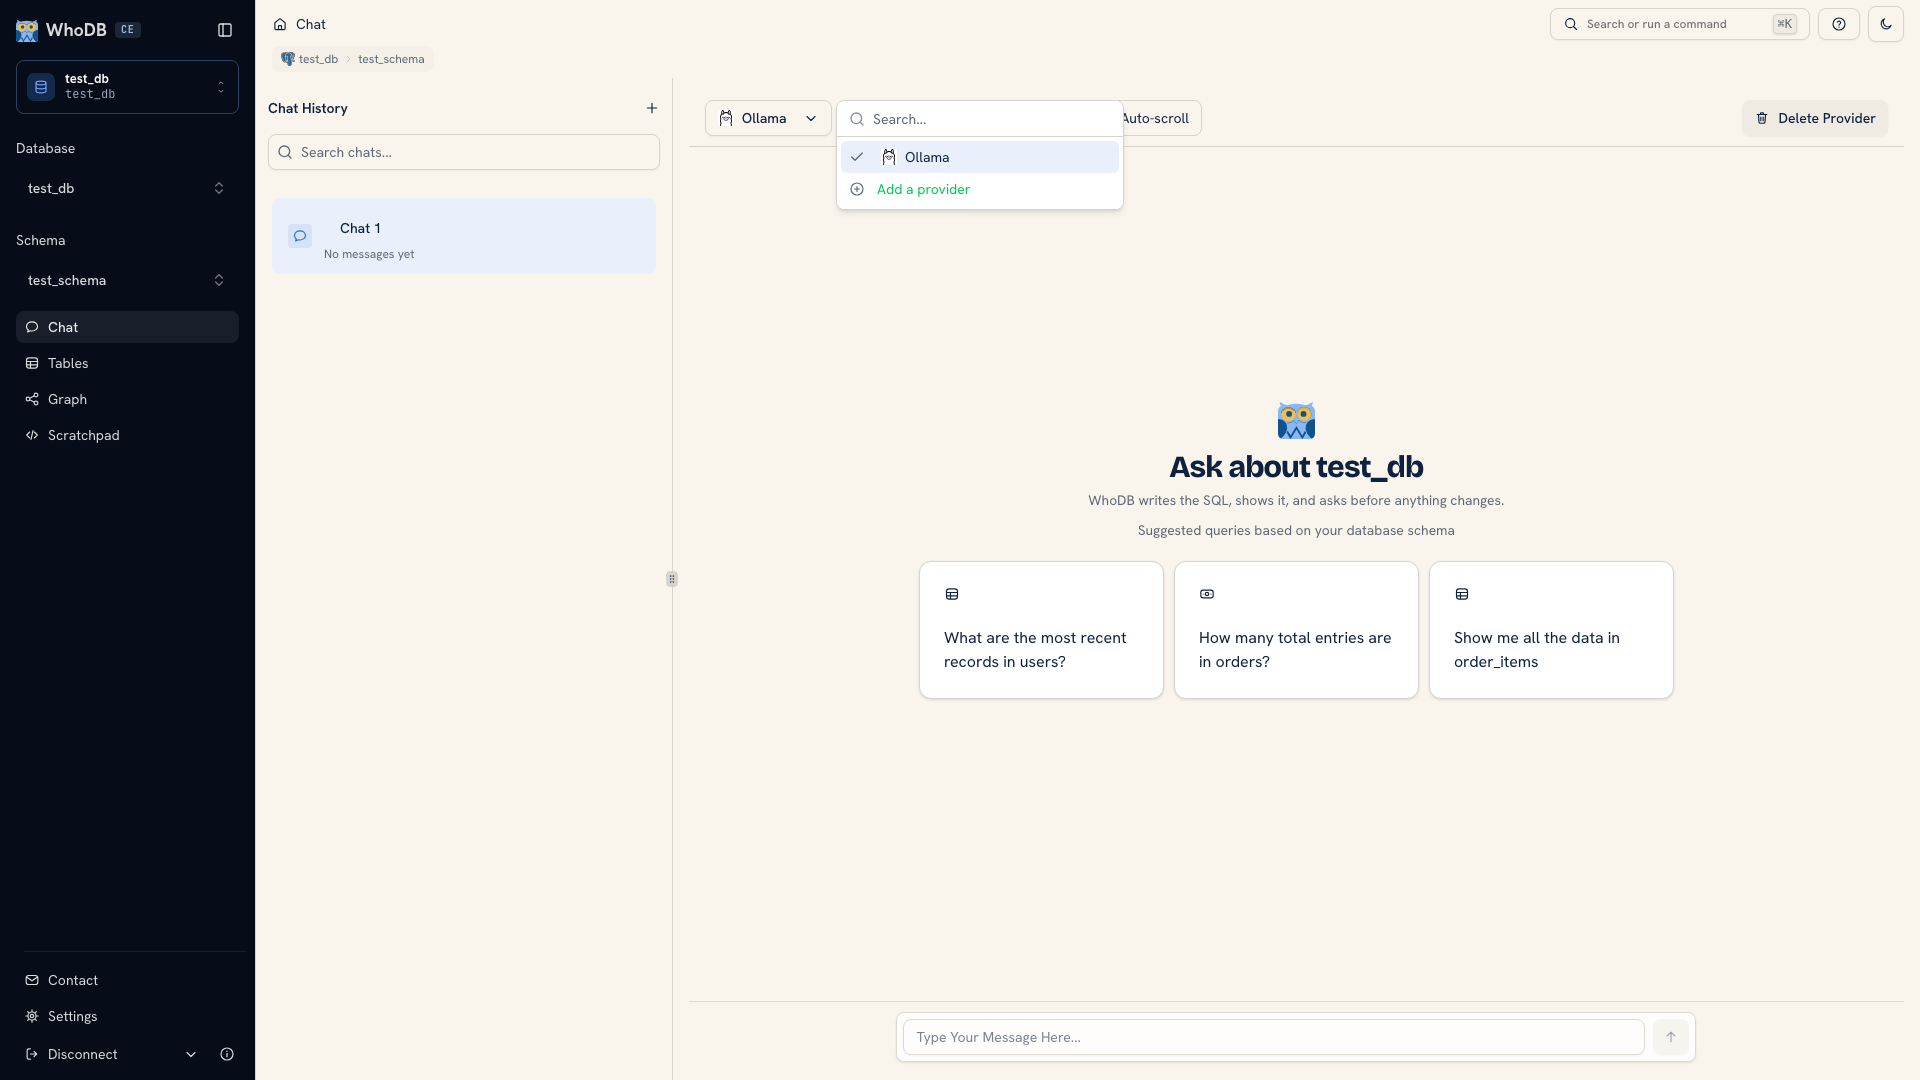 WhoDB CE
test_db
test_db
Database
test_db
Schema
test_schema
Chat
Tables
Graph
Scratchpad
Contact
Settings
Disconnect
Chat
test_db > test_schema
Search or run a command ⌘K
Chat History
Search chats...
Chat 1
No messages yet
Ollama
Search...
Ollama
Add a provider
Auto-scroll
Delete Provider
Ask about test_db
WhoDB writes the SQL, shows it, and asks before anything changes.
Suggested queries based on your database schema
What are the most recent
records in users?
How many total entries are
in orders?
Show me all the data in
order_items
Type Your Message Here...